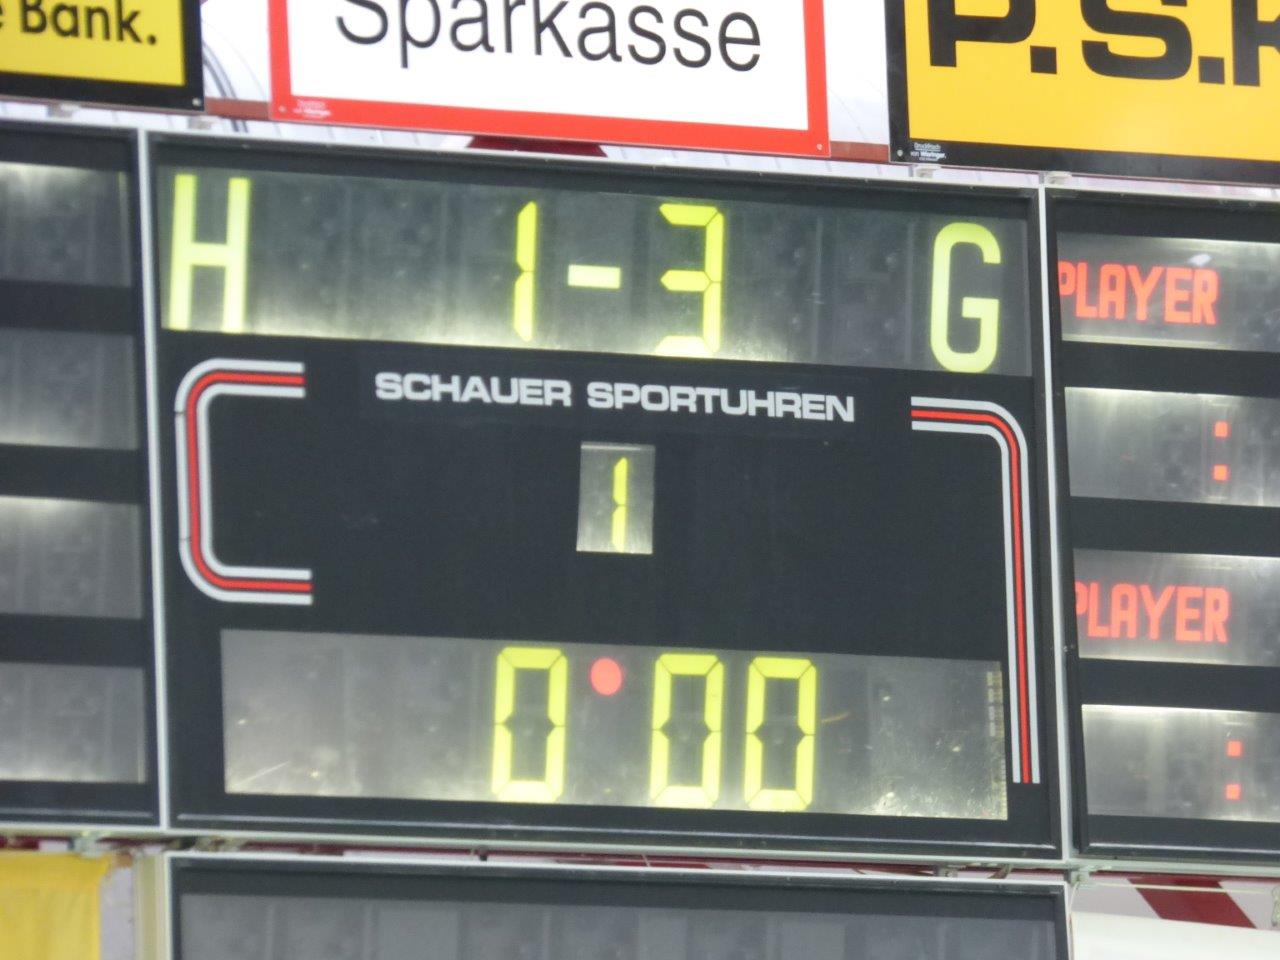 e Bank.
Sparkasse
P.S.K
H 1-3 G
SCHAUER SPORTUHREN
1
0 00
PLAYER
:
PLAYER
: